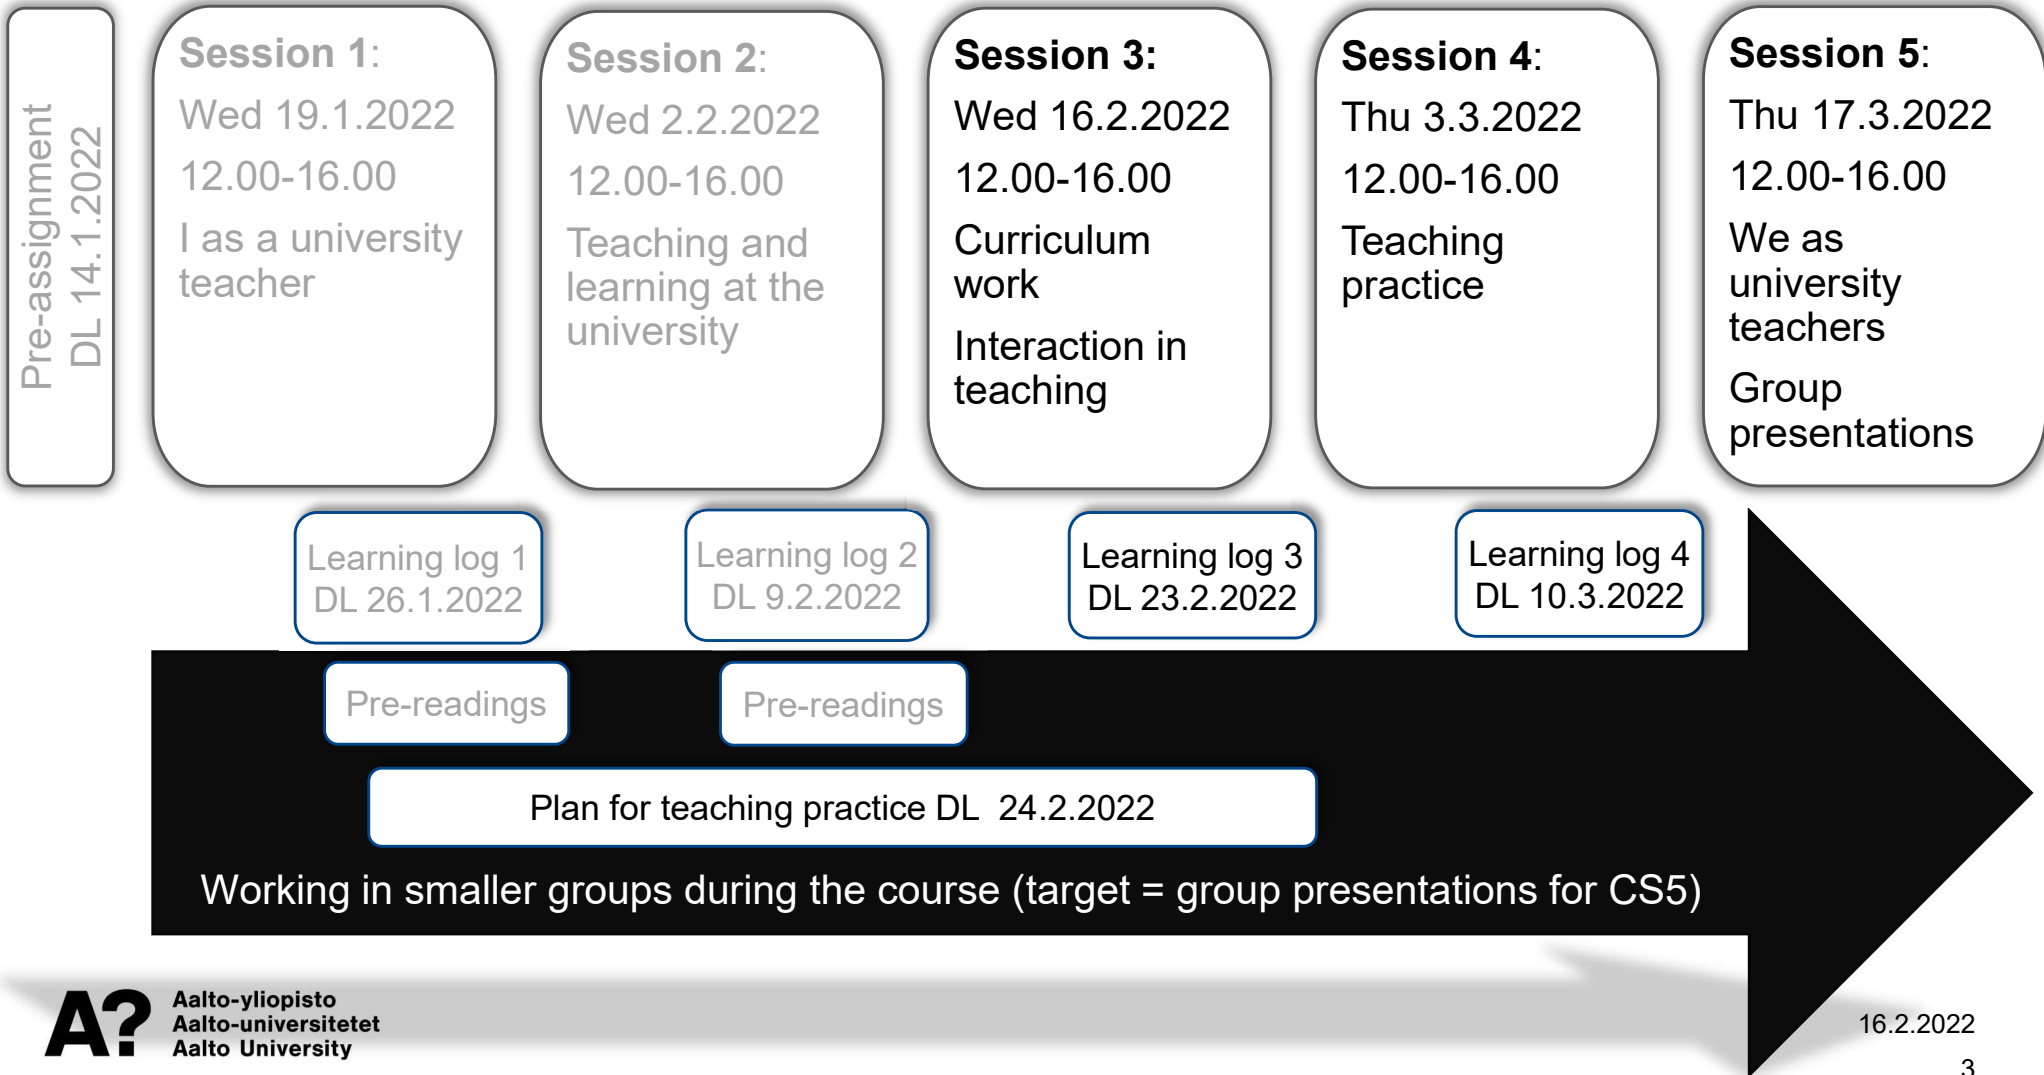 Pre-assignment
DL 14.1.2022
Session 1:
Wed 19.1.2022
12.00-16.00
I as a university
teacher
Session 2:
Wed 2.2.2022
12.00-16.00
Teaching and
learning at the
university
Session 3:
Wed 16.2.2022
12.00-16.00
Curriculum
work
Interaction in
teaching
Session 4:
Thu 3.3.2022
12.00-16.00
Teaching
practice
Session 5:
Thu 17.3.2022
12.00-16.00
We as
university
teachers
Group
presentations
Learning log 1
DL 26.1.2022
Learning log 2
DL 9.2.2022
Learning log 3
DL 23.2.2022
Learning log 4
DL 10.3.2022
Pre-readings
Pre-readings
Plan for teaching practice DL  24.2.2022
Working in smaller groups during the course (target = group presentations for CS5)
A?
Aalto-yliopisto
Aalto-universitetet
Aalto University
16.2.2022
3